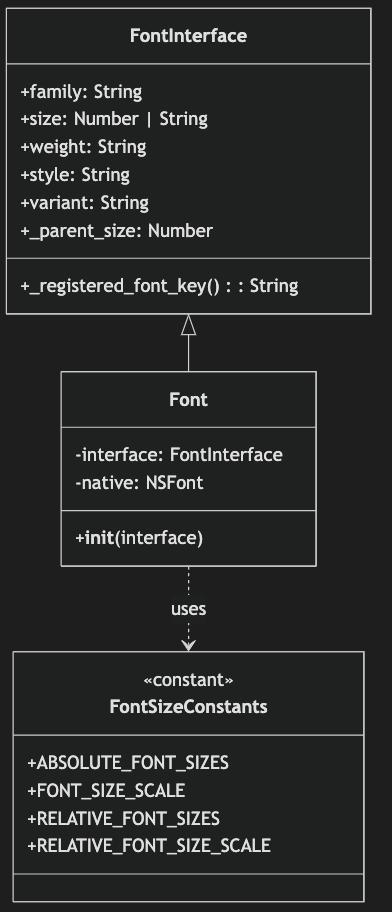 FontInterface
+family: String
+size: Number | String
+weight: String
+style: String
+variant: String
+_parent_size: Number
+_registered_font_key() : : String
Font
-interface: FontInterface
-native: NSFont
+init(interface)
uses
«constant»
FontSizeConstants
+ABSOLUTE_FONT_SIZES
+FONT_SIZE_SCALE
+RELATIVE_FONT_SIZES
+RELATIVE_FONT_SIZE_SCALE